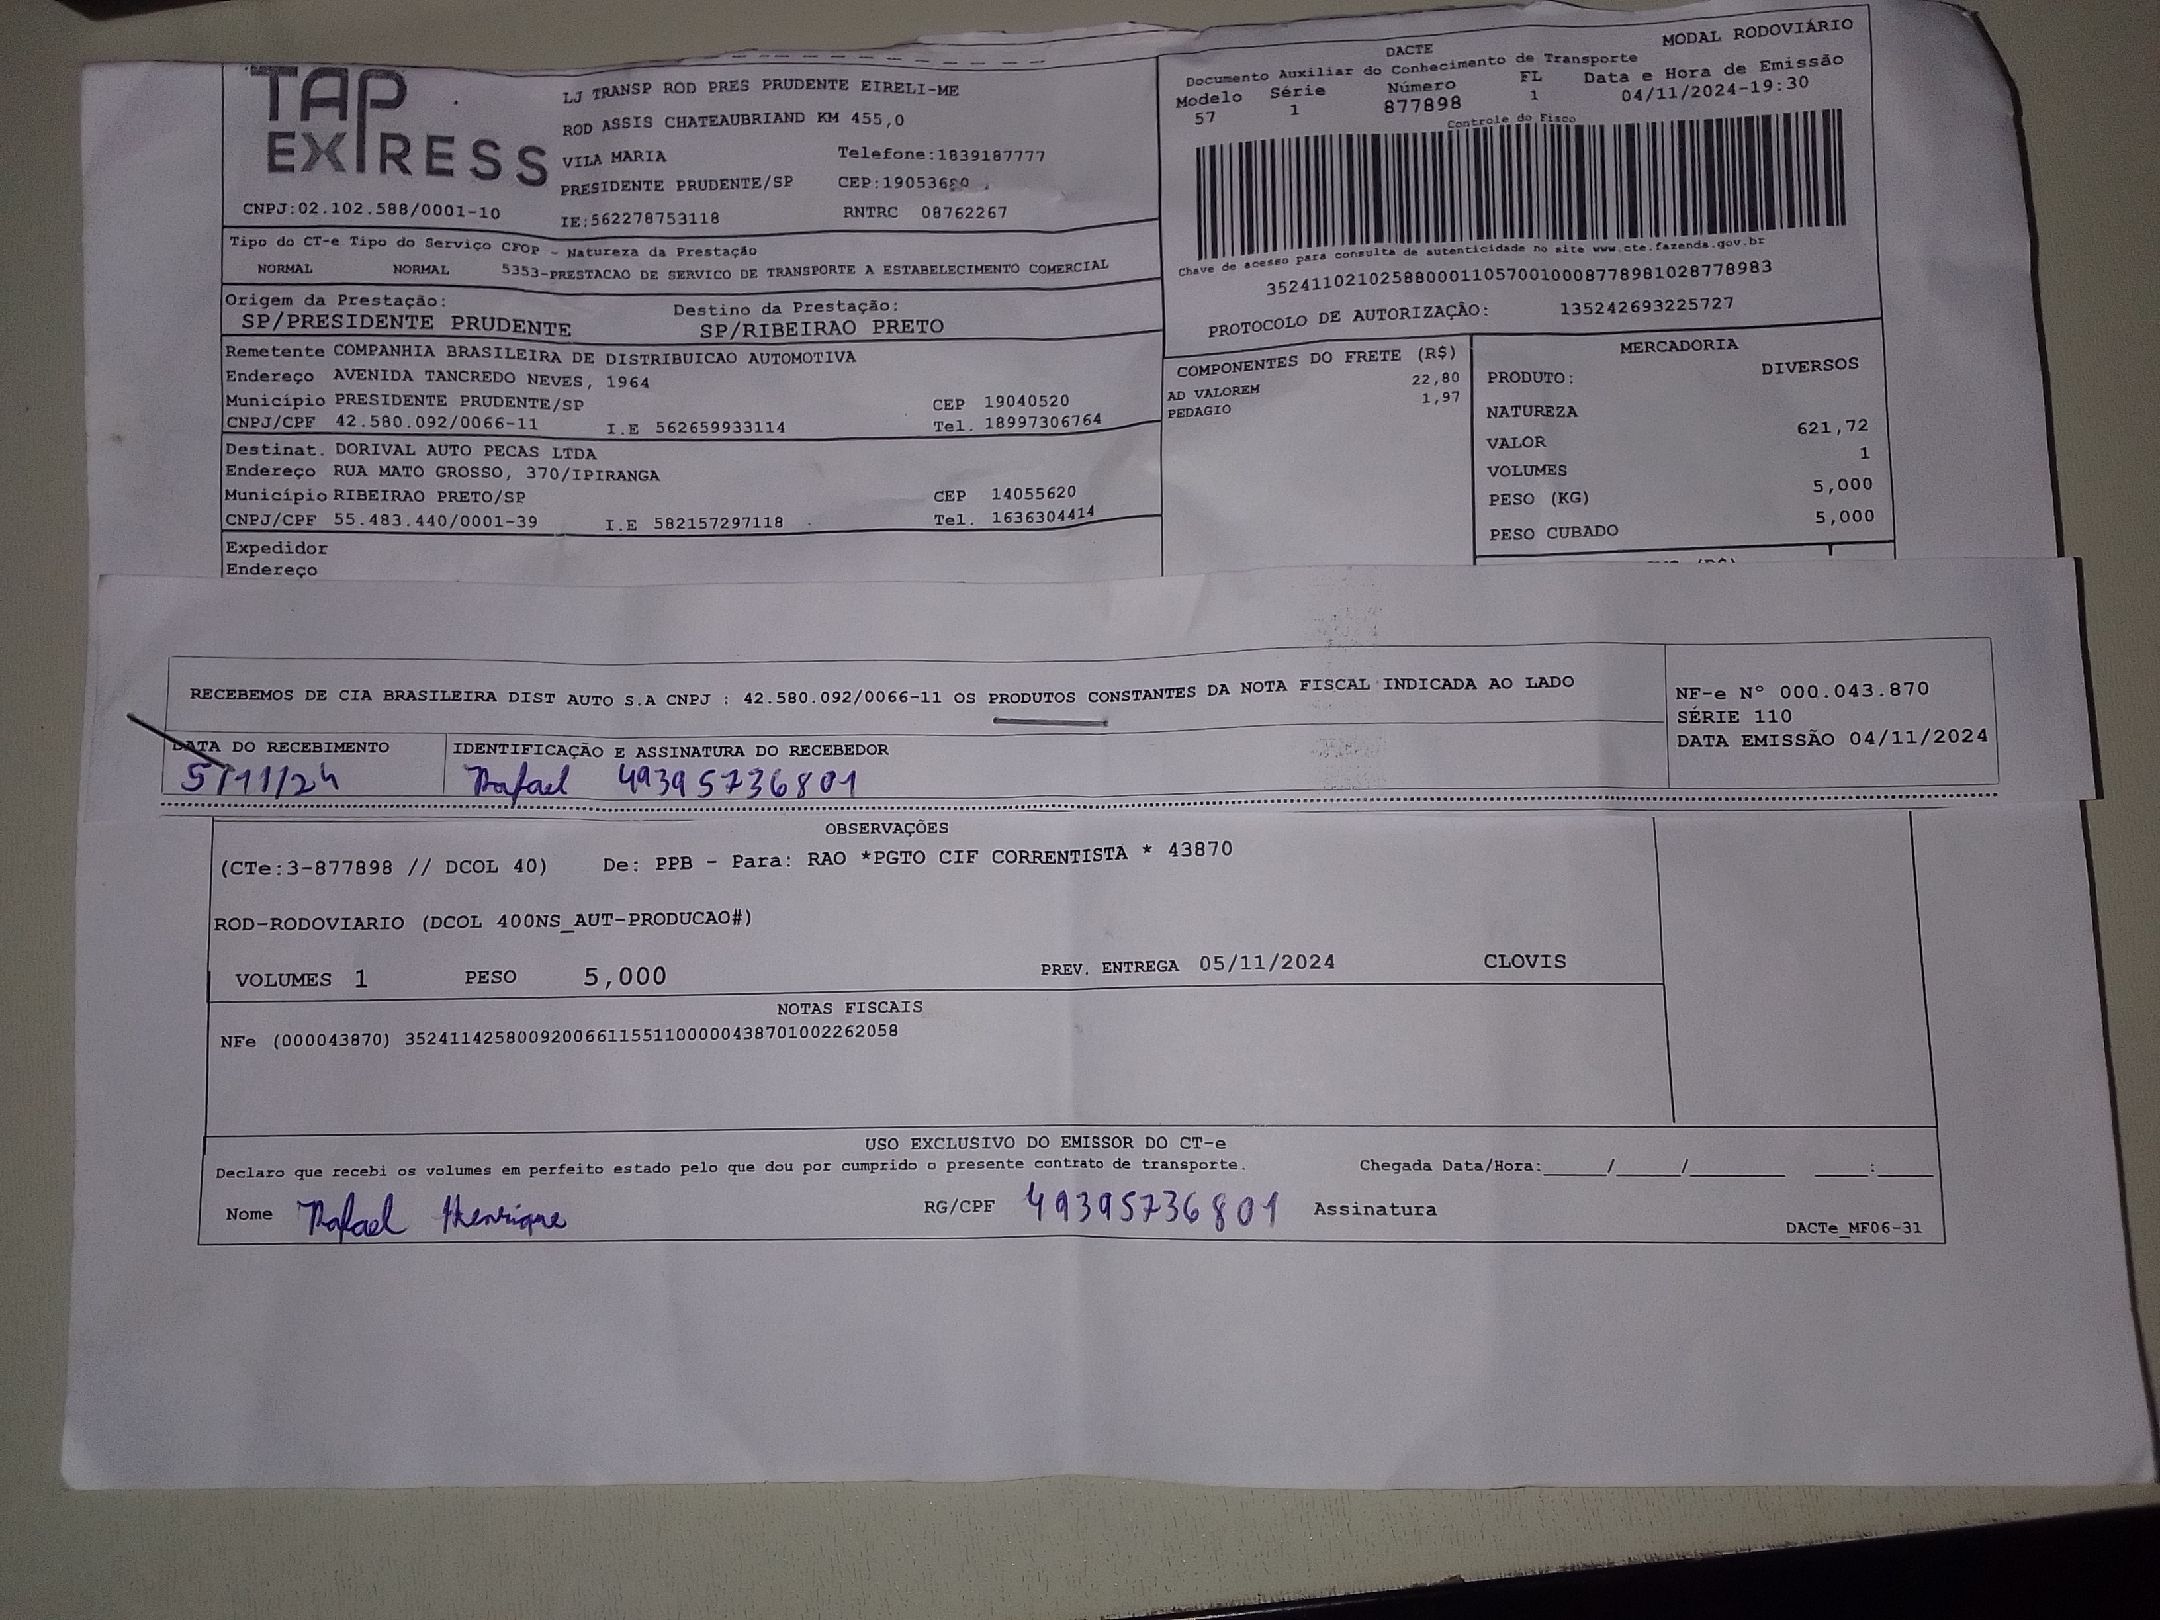 TAP
EXPRESS
CNPJ:02.102.588/0001-10
LJ TRANSP ROD PRES PRUDENTE EIRELI-ME
ROD ASSIS CHATEAUBRIAND KM 455,0
VILA MARIA Telefone:1839187777
PRESIDENTE PRUDENTE/SP CEP:19053680
IE:562278753118 RNTRC 08762267
DACTE MODAL RODOVIÁRIO
Documento Auxiliar do Conhecimento de Transporte
Modelo Série Número FL Data e Hora de Emissão
57 1 877898 1 04/11/2024-19:30
Controle do Fisco
Chave de acesso para consulta de autenticidade no site www.cte.fazenda.gov.br
35241102102588000110570010008778981028778983
PROTOCOLO DE AUTORIZAÇÃO: 135242693225727
Tipo do CT-e Tipo do Serviço CFOP - Natureza da Prestação
NORMAL NORMAL 5353-PRESTACAO DE SERVICO DE TRANSPORTE A ESTABELECIMENTO COMERCIAL
Origem da Prestação: Destino da Prestação:
SP/PRESIDENTE PRUDENTE SP/RIBEIRAO PRETO
Remetente COMPANHIA BRASILEIRA DE DISTRIBUICAO AUTOMOTIVA
Endereço AVENIDA TANCREDO NEVES, 1964
Município PRESIDENTE PRUDENTE/SP CEP 19040520
CNPJ/CPF 42.580.092/0066-11 I.E 562659933114 Tel. 18997306764
Destinat. DORIVAL AUTO PECAS LTDA
Endereço RUA MATO GROSSO, 370/IPIRANGA
Município RIBEIRAO PRETO/SP CEP 14055620
CNPJ/CPF 55.483.440/0001-39 I.E 582157297118 Tel. 1636304414
Expedidor
Endereço
COMPONENTES DO FRETE (R$)
AD VALOREM 22,80
PEDAGIO 1,97
MERCADORIA
PRODUTO: DIVERSOS
NATUREZA
VALOR 621,72
VOLUMES 1
PESO (KG) 5,000
PESO CUBADO 5,000
RECEBEMOS DE CIA BRASILEIRA DIST AUTO S.A CNPJ : 42.580.092/0066-11 OS PRODUTOS CONSTANTES DA NOTA FISCAL INDICADA AO LADO
NF-e N° 000.043.870
SÉRIE 110
DATA EMISSÃO 04/11/2024
DATA DO RECEBIMENTO IDENTIFICAÇÃO E ASSINATURA DO RECEBEDOR
5/11/24 Rafael 49395736801
OBSERVAÇÕES
(CTe:3-877898 // DCOL 40) De: PPB - Para: RAO *PGTO CIF CORRENTISTA * 43870
ROD-RODOVIARIO (DCOL 400NS_AUT-PRODUCAO#)
VOLUMES 1 PESO 5,000 PREV. ENTREGA 05/11/2024 CLOVIS
NOTAS FISCAIS
NFe (000043870) 35241142580092006611551100000438701002262058
USO EXCLUSIVO DO EMISSOR DO CT-e
Declaro que recebi os volumes em perfeito estado pelo que dou por cumprido o presente contrato de transporte. Chegada Data/Hora:_____/_____/_______ ____:____
Nome Rafael Henrique RG/CPF 49395736801 Assinatura
DACTe_MF06-31